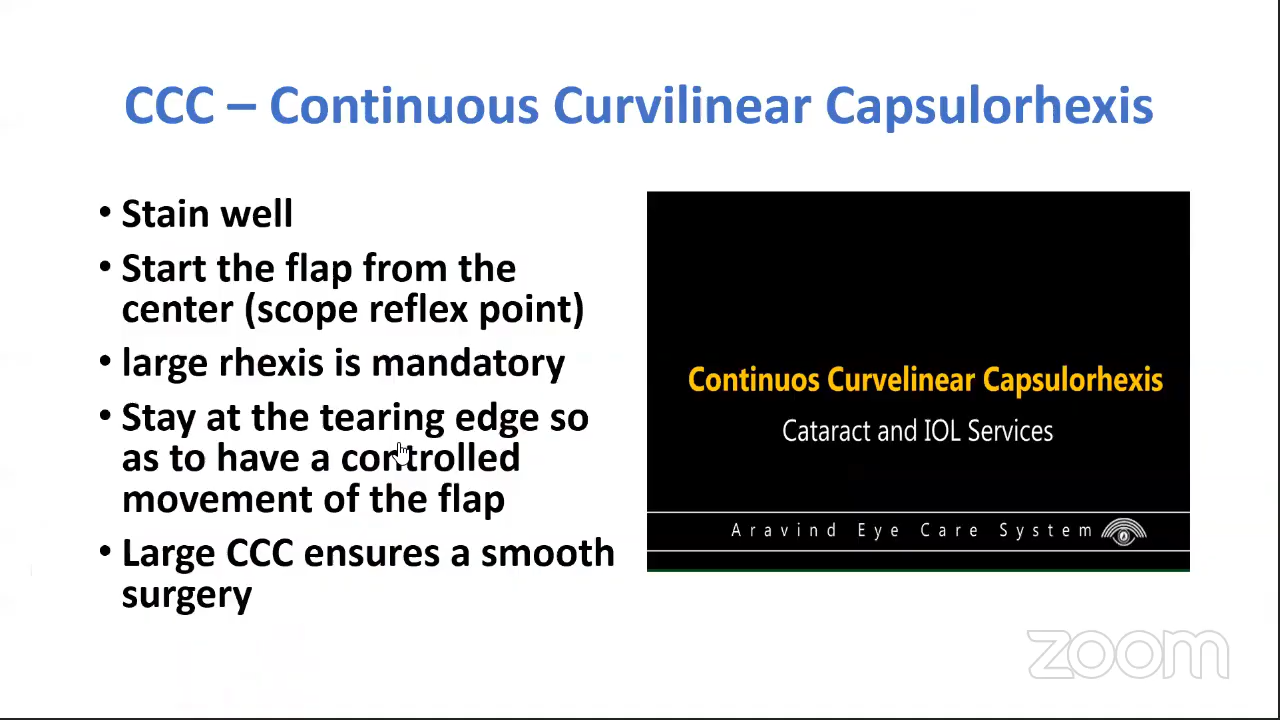 CCC – Continuous Curvilinear Capsulorhexis
• Stain well
• Start the flap from the
center (scope reflex point)
• large rhexis is mandatory
• Stay at the tearing edge so
as to have a controlled
movement of the flap
• Large CCC ensures a smooth
surgery
Continuos Curvelinear Capsulorhexis
Cataract and IOL Services
Aravind Eye Care System
zoom